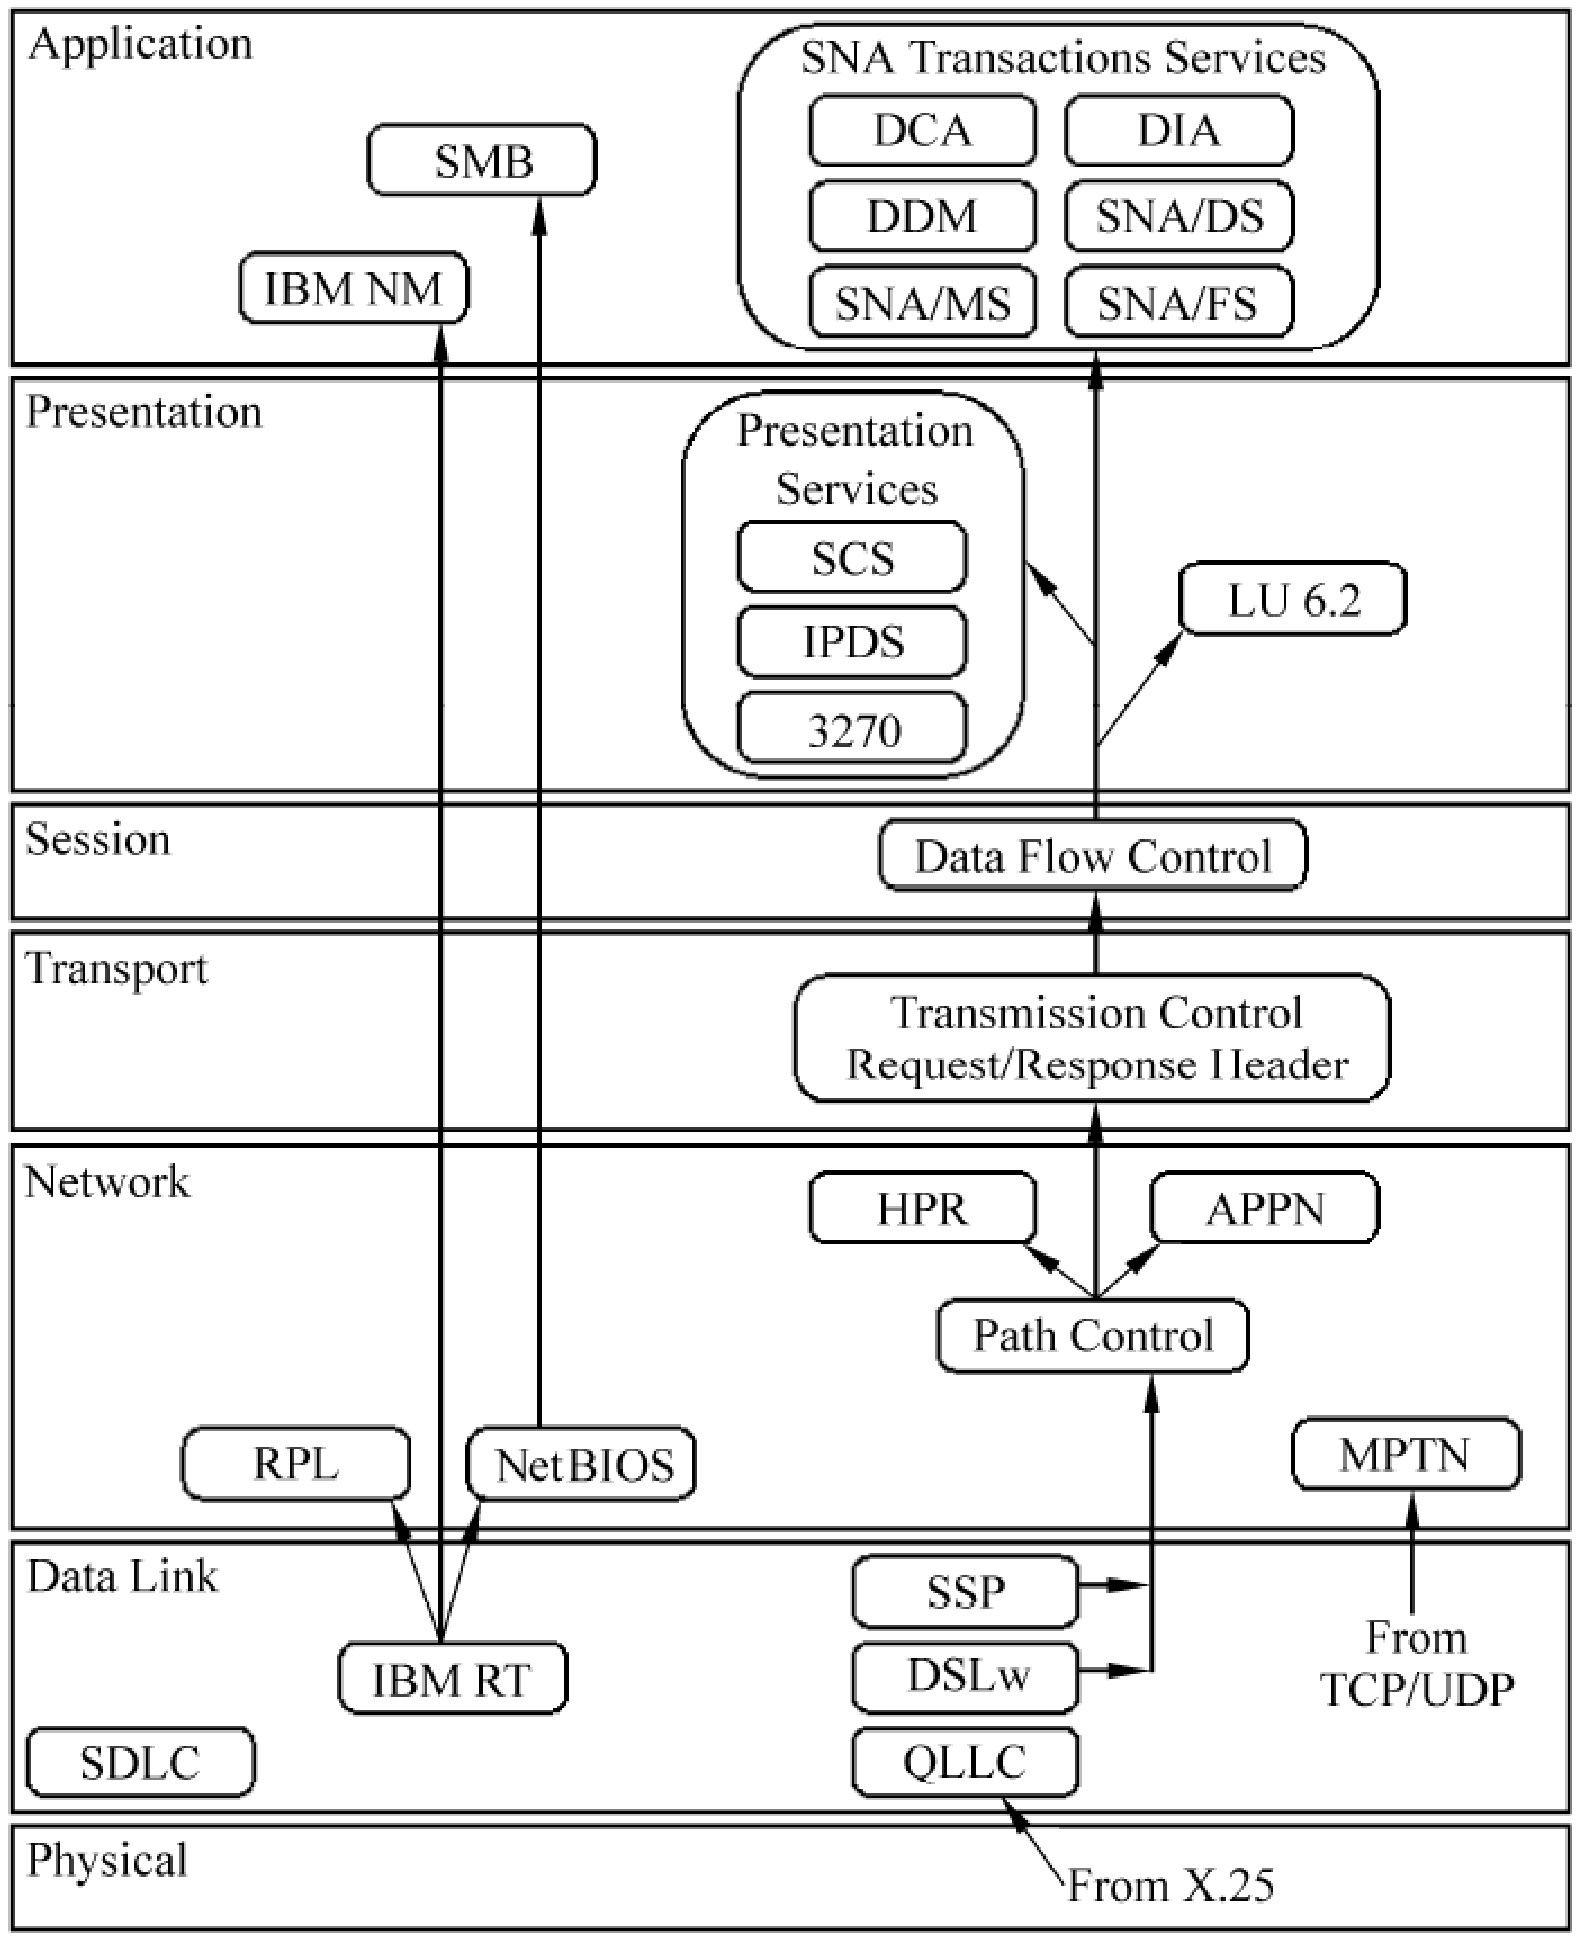 Application
SNA Transactions Services
DCA
DIA
SMB
DDM
SNA/DS
IBM NM
SNA/MS
SNA/FS
Presentation
Presentation
Services
SCS
LU 6.2
IPDS
3270
Session
Data Flow Control
Transport
Transmission Control
Request/Response Header
Network
HPR
APPN
Path Control
RPL
NetBIOS
MPTN
Data Link
SSP
From
TCP/UDP
IBM RT
DSLw
SDLC
QLLC
Physical
From X.25